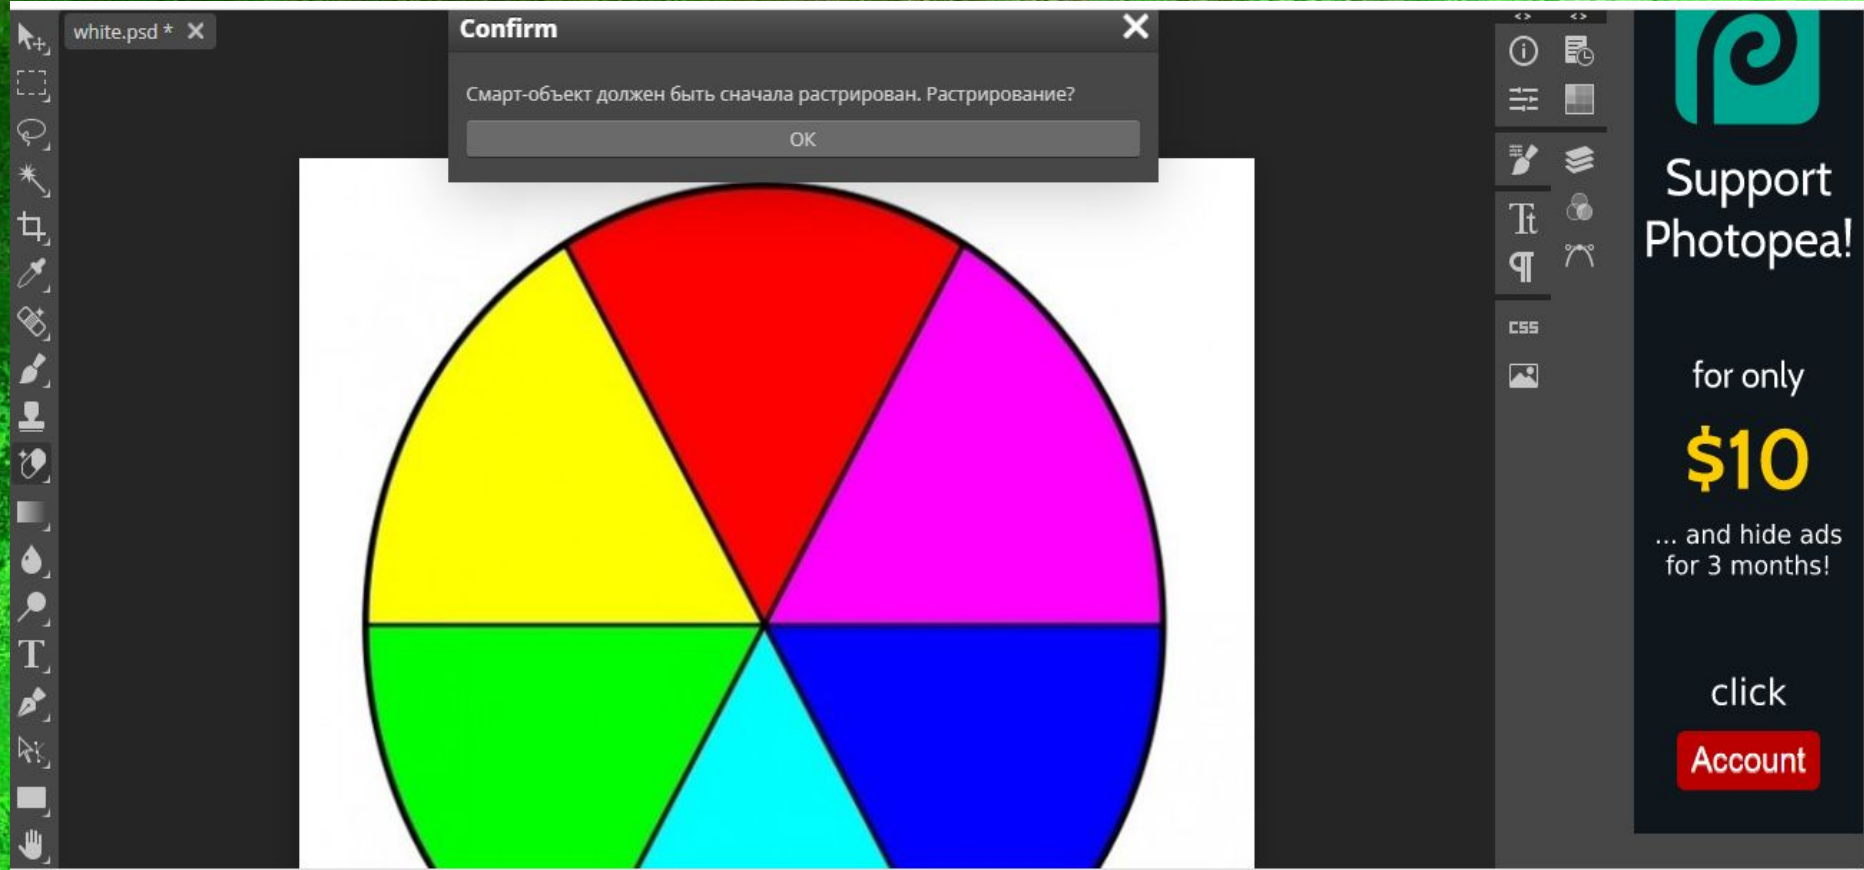 white.psd *
Confirm
Смарт-объект должен быть сначала растрирован. Растрирование?
OK
CSS
Support
Photopea!
for only
$10
... and hide ads
for 3 months!
click
Account